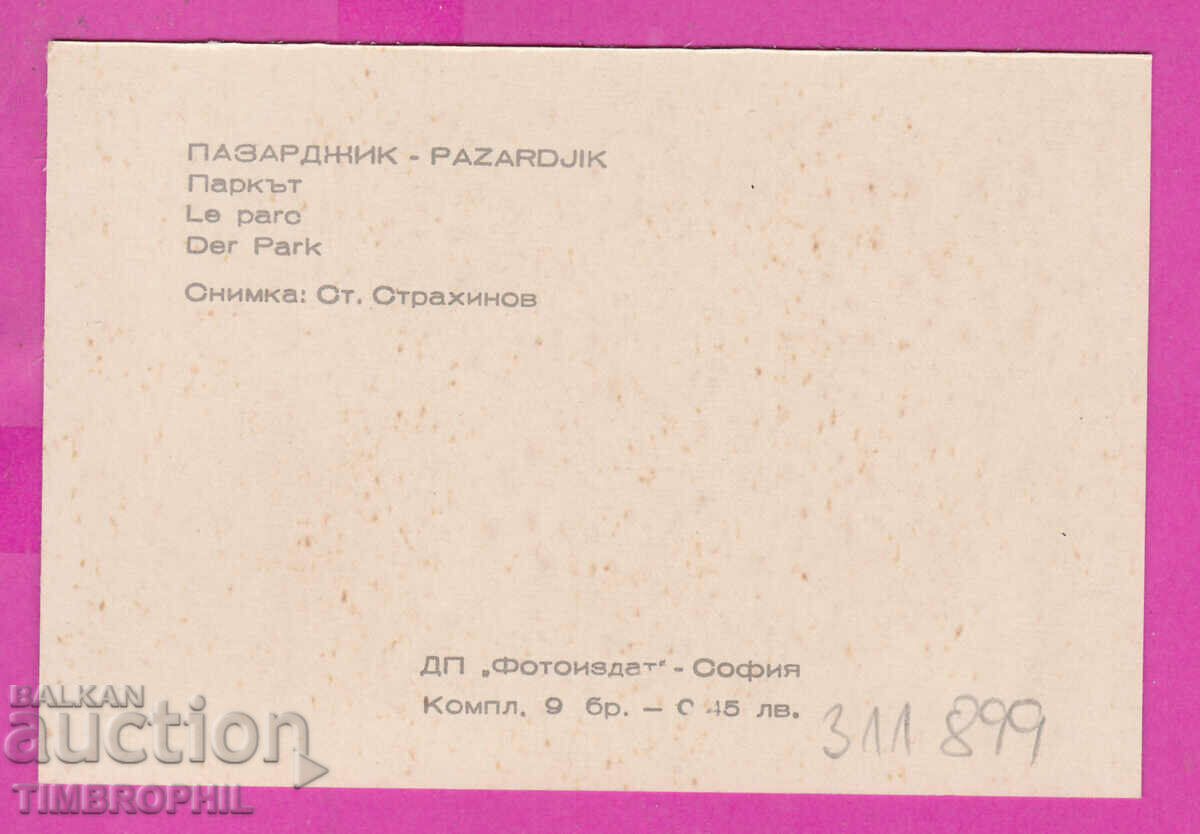 ПАЗАРДЖИК - PAZARDJIK
Паркът
Le parc
Der Park
Снимка: Ст. Страхинов
ДП „Фотоиздат“ - София
Компл. 9 бр. — 0.45 лв.
311 899
BALKAN
auction
TIMBROPHIL